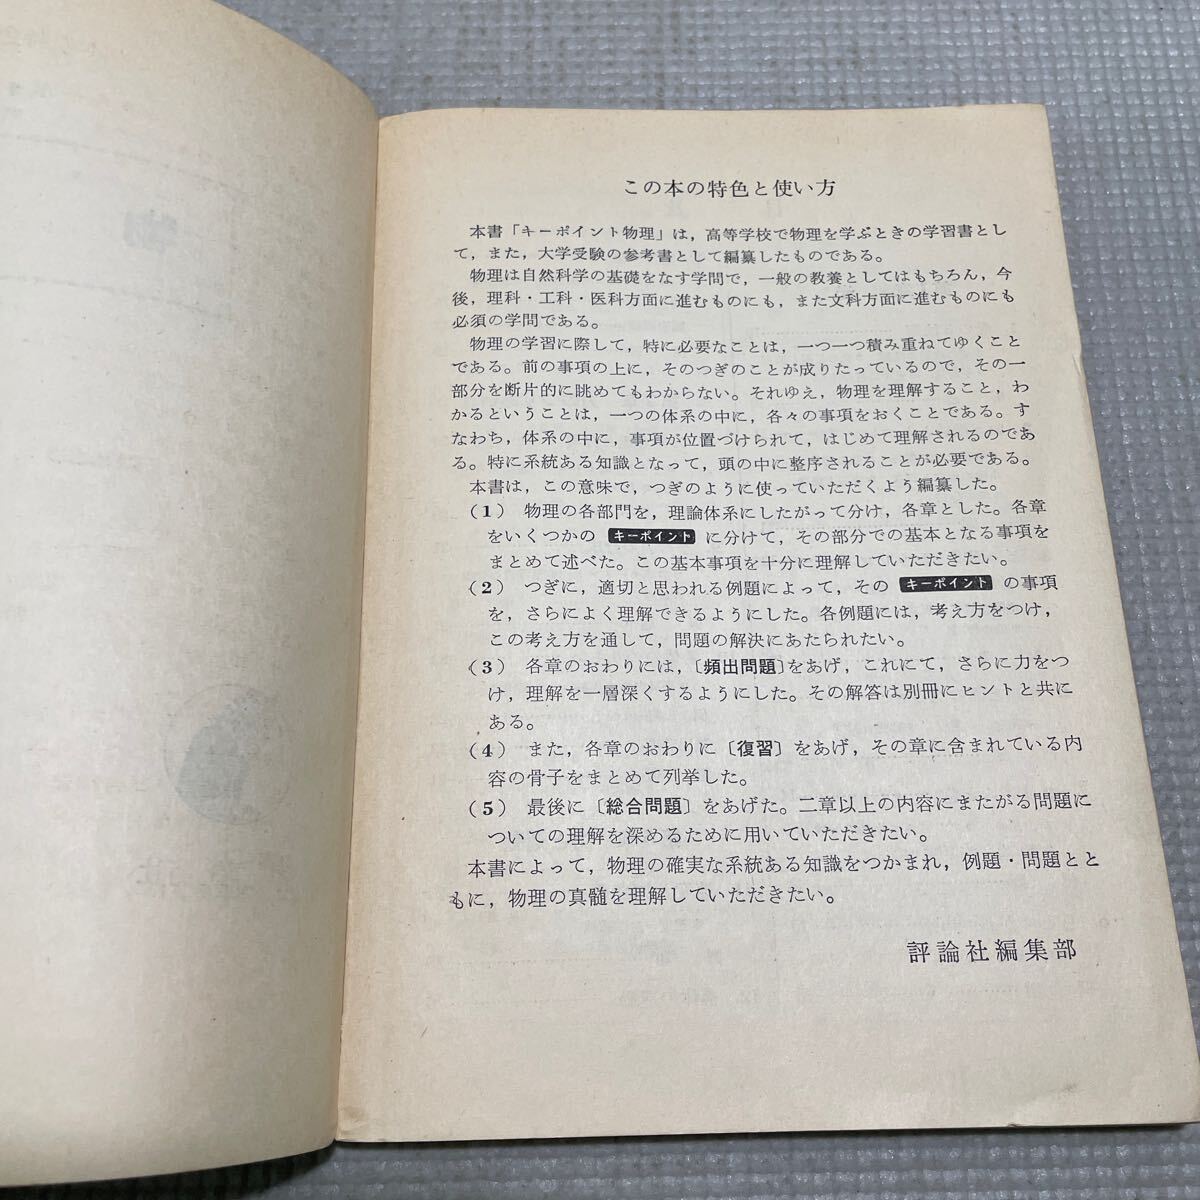 この本の特色と使い方
本書「キーポイント物理」は，高等学校で物理を学ぶときの学習書とし
て，また，大学受験の参考書として編纂したものである。
物理は自然科学の基礎をなす学問で，一般の教養としてはもちろん，今
後，理科・工科・医科方面に進むものにも，また文科方面に進むものにも
必須の学問である。
物理の学習に際して，特に必要なことは，一つ一つ積み重ねてゆくこと
である。前の事項の上に，そのつぎのことが成りたっているので，その一
部分を断片的に眺めてもわからない。それゆえ，物理を理解すること，わ
かるということは，一つの体系の中に，各々の事項をおくことである。す
なわち，体系の中に，事項が位置づけられて，はじめて理解されるのであ
る。特に系統ある知識となって，頭の中に整序されることが必要である。
本書は，この意味で，つぎのように使っていただくよう編纂した。
(1) 物理の各部門を，理論体系にしたがって分け，各章とした。各章
をいくつかの キーポイント に分けて，その部分での基本となる事項を
まとめて述べた。この基本事項を十分に理解していただきたい。
(2) つぎに，適切と思われる例題によって，その キーポイント の事項
を，さらによく理解できるようにした。各例題には，考え方をつけ，
この考え方を通して，問題の解決にあたられたい。
(3) 各章のおわりには，〔頻出問題〕をあげ，これにて，さらに力をつ
け，理解を一層深くするようにした。その解答は別冊にヒントと共に
ある。
(4) また，各章のおわりに〔復習〕をあげ，その章に含まれている内
容の骨子をまとめて列挙した。
(5) 最後に〔総合問題〕をあげた。二章以上の内容にまたがる問題に
ついての理解を深めるために用いていただきたい。
本書によって，物理の確実な系統ある知識をつかまれ，例題・問題とと
もに，物理の真髄を理解していただきたい。
評論社編集部